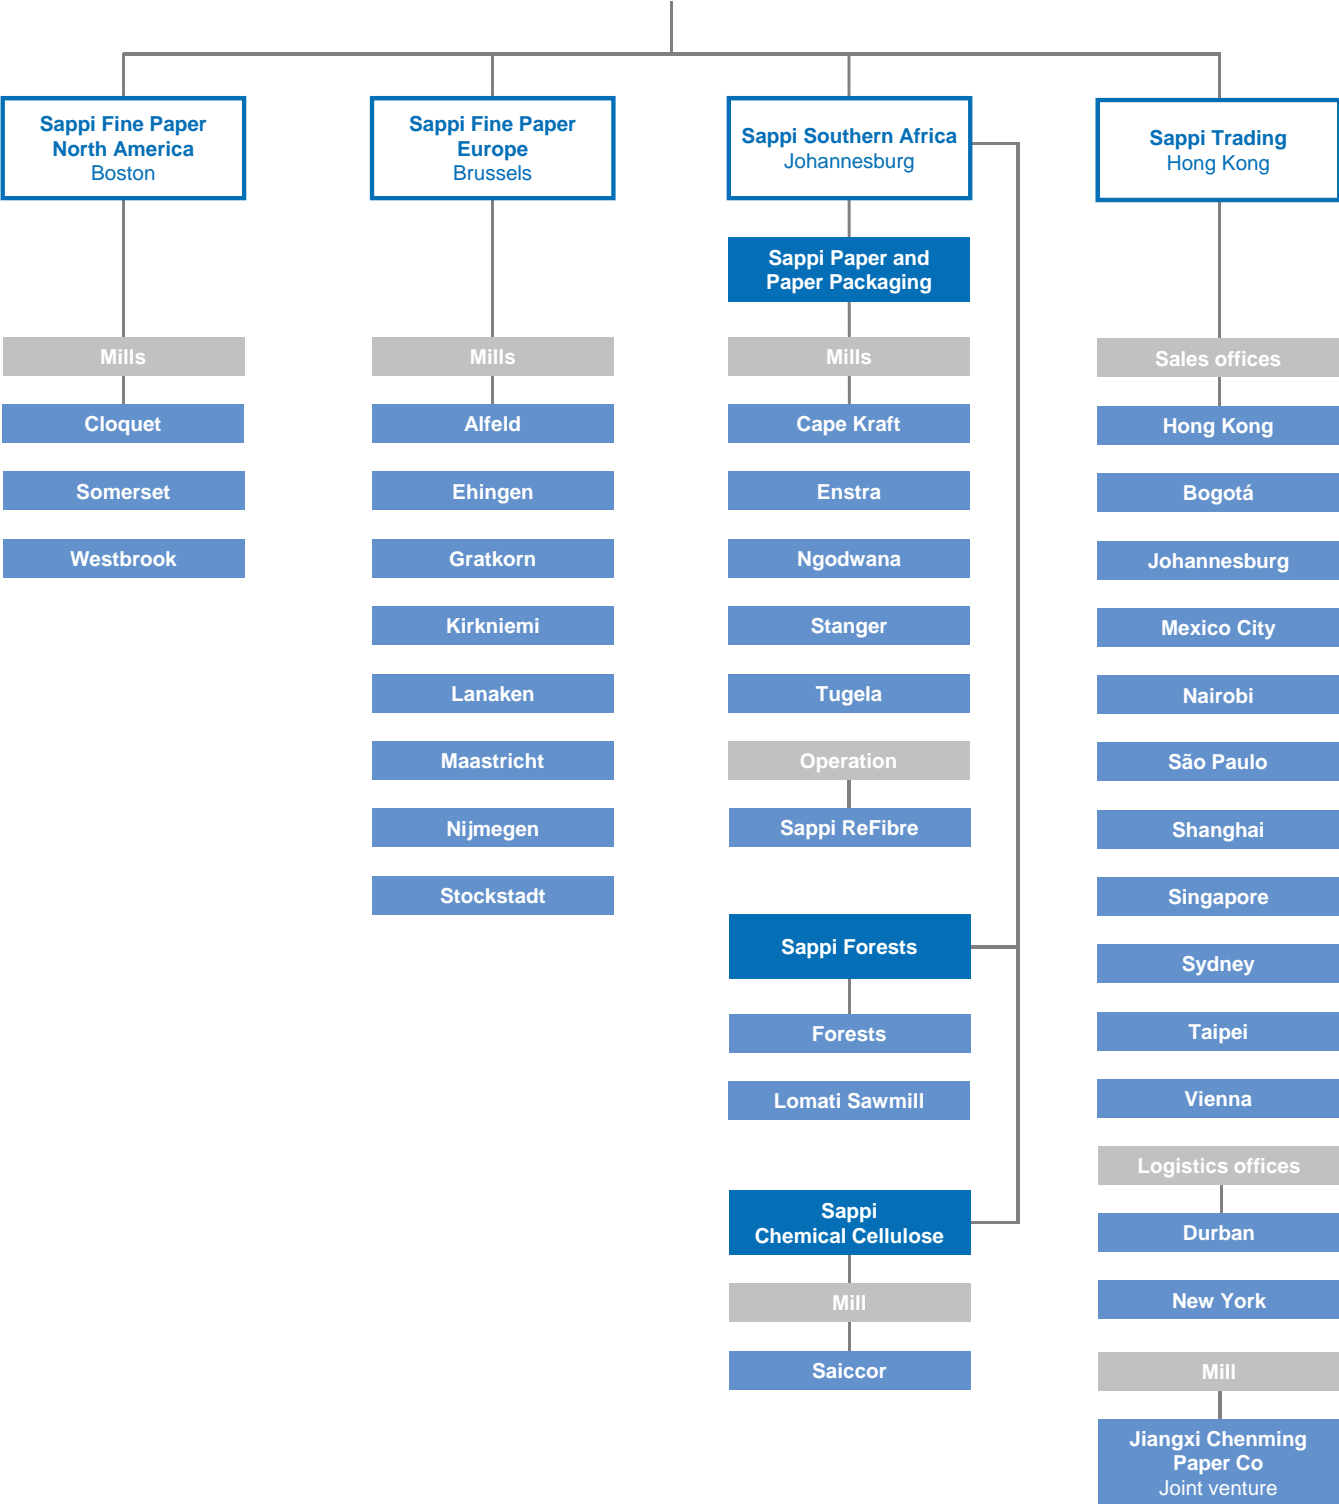 Sappi Fine Paper
North America
Boston
Mills
Cloquet
Somerset
Westbrook
Sappi Fine Paper
Europe
Brussels
Mills
Alfeld
Ehingen
Gratkorn
Kirkniemi
Lanaken
Maastricht
Nijmegen
Stockstadt
Sappi Southern Africa
Johannesburg
Sappi Paper and
Paper Packaging
Mills
Cape Kraft
Enstra
Ngodwana
Stanger
Tugela
Operation
Sappi ReFibre
Sappi Forests
Forests
Lomati Sawmill
Sappi
Chemical Cellulose
Mill
Saiccor
Sappi Trading
Hong Kong
Sales offices
Hong Kong
Bogotá
Johannesburg
Mexico City
Nairobi
São Paulo
Shanghai
Singapore
Sydney
Taipei
Vienna
Logistics offices
Durban
New York
Mill
Jiangxi Chenming
Paper Co
Joint venture